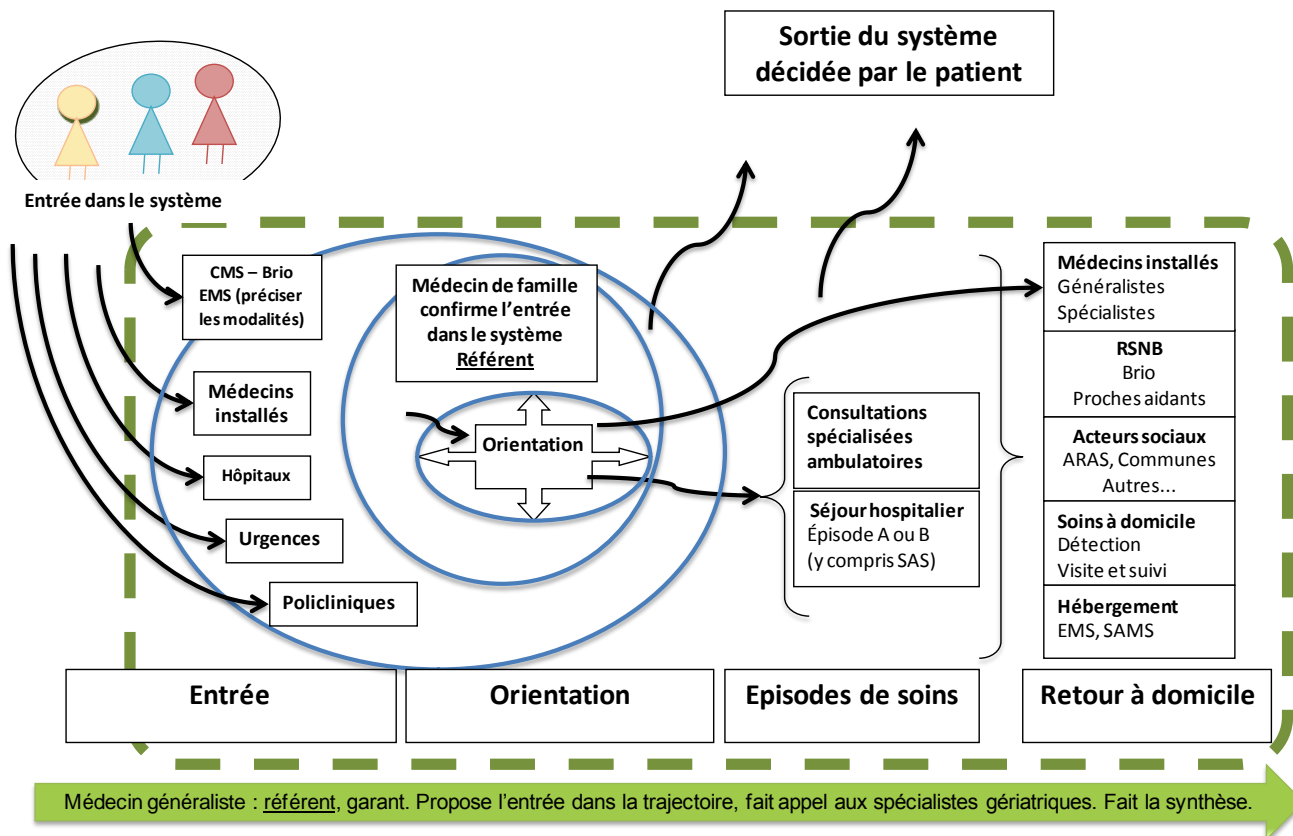 Sortie du système
décidée par le patient
Entrée dans le système
CMS – Brio
EMS (préciser
les modalités)
Médecins
installés
Hôpitaux
Urgences
Policliniques
Médecin de famille
confirme l’entrée
dans le système
Référent
Orientation
Consultations
spécialisées
ambulatoires
Séjour hospitalier
Épisode A ou B
(y compris SAS)
Médecins installés
Généralistes
Spécialistes
RSNB
Brio
Proches aidants
Acteurs sociaux
ARAS, Communes
Autres...
Soins à domicile
Détection
Visite et suivi
Hébergement
EMS, SAMS
Entrée
Orientation
Episodes de soins
Retour à domicile
Médecin généraliste : référent, garant. Propose l’entrée dans la trajectoire, fait appel aux spécialistes gériatriques. Fait la synthèse.